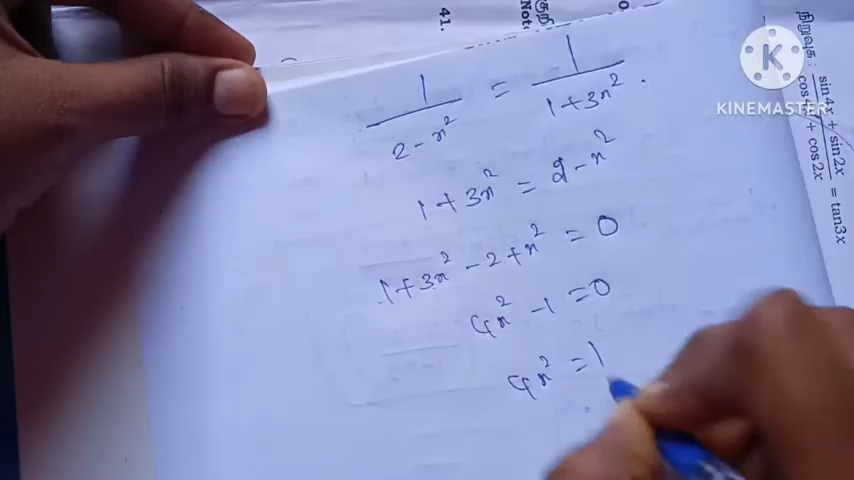 41.
Not
குறி
1/(2 - x²) = 1/(1 + 3x²) .
1 + 3x² = 2 - x²
1 + 3x² - 2 + x² = 0
4x² - 1 = 0
4x² = 1
KINEMASTER
நிறுவுக : (sin4x + sin2x)/(cos4x + cos2x) = tan3x